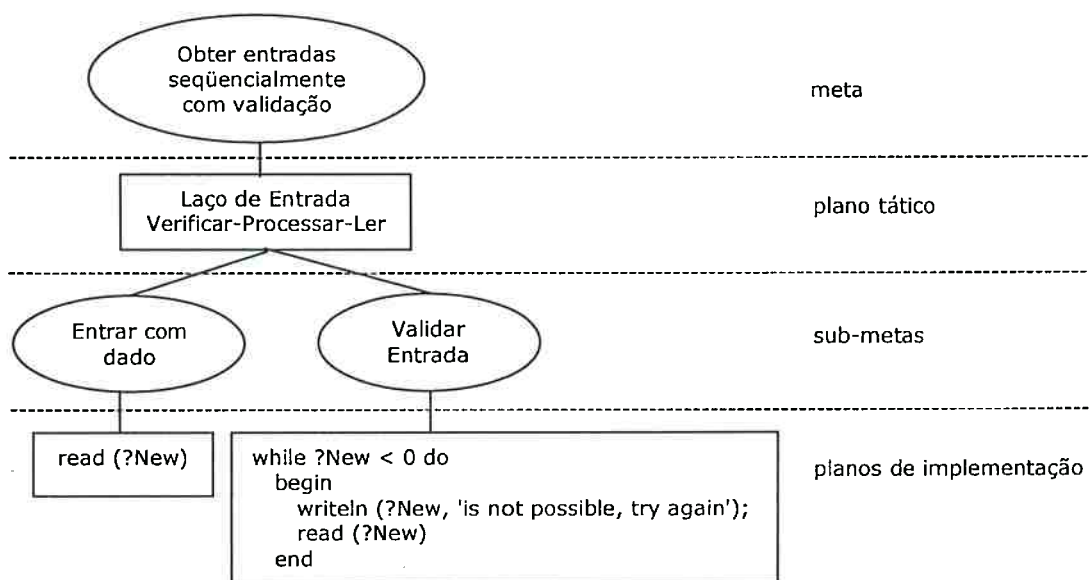 Obter entradas
seqüencialmente
com validação
meta
Laço de Entrada
Verificar-Processar-Ler
plano tático
Entrar com
dado
Validar
Entrada
sub-metas
read (?New)
while ?New < 0 do
begin
writeln (?New, 'is not possible, try again');
read (?New)
end
planos de implementação